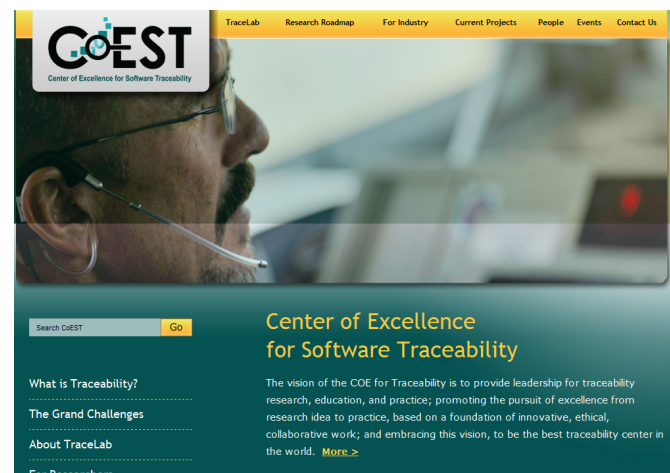 TraceLab Research Roadmap For Industry Current Projects People Events Contact Us
CoEST
Center of Excellence for Software Traceability
Search CoEST Go
Center of Excellence
for Software Traceability
What is Traceability?
The Grand Challenges
About TraceLab
For Researchers
The vision of the COE for Traceability is to provide leadership for traceability
research, education, and practice; promoting the pursuit of excellence from
research idea to practice, based on a foundation of innovative, ethical,
collaborative work; and embracing this vision, to be the best traceability center in
the world. More >